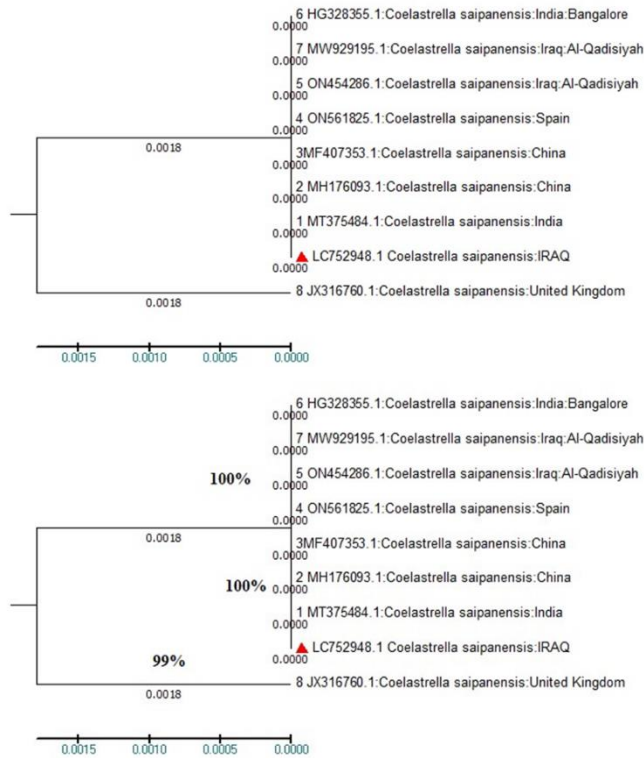 6 HG328355.1:Coelastrella saipanensis:India:Bangalore
0.0000
7 MW929195.1:Coelastrella saipanensis:Iraq:Al-Qadisiyah
0.0000
5 ON454286.1:Coelastrella saipanensis:Iraq:Al-Qadisiyah
0.0000
4 ON561825.1:Coelastrella saipanensis:Spain
0.0000
0.0018
3MF407353.1:Coelastrella saipanensis:China
0.0000
2 MH176093.1:Coelastrella saipanensis:China
0.0000
1 MT375484.1:Coelastrella saipanensis:India
0.0000
LC752948.1 Coelastrella saipanensis:IRAQ
0.0000
8 JX316760.1:Coelastrella saipanensis:United Kingdom
0.0018
0.0015 0.0010 0.0005 0.0000
6 HG328355.1:Coelastrella saipanensis:India:Bangalore
0.0000
7 MW929195.1:Coelastrella saipanensis:Iraq:Al-Qadisiyah
0.0000
100%
5 ON454286.1:Coelastrella saipanensis:Iraq:Al-Qadisiyah
0.0000
4 ON561825.1:Coelastrella saipanensis:Spain
0.0000
0.0018
3MF407353.1:Coelastrella saipanensis:China
0.0000
100%
2 MH176093.1:Coelastrella saipanensis:China
0.0000
1 MT375484.1:Coelastrella saipanensis:India
0.0000
LC752948.1 Coelastrella saipanensis:IRAQ
0.0000
99%
8 JX316760.1:Coelastrella saipanensis:United Kingdom
0.0018
0.0015 0.0010 0.0005 0.0000